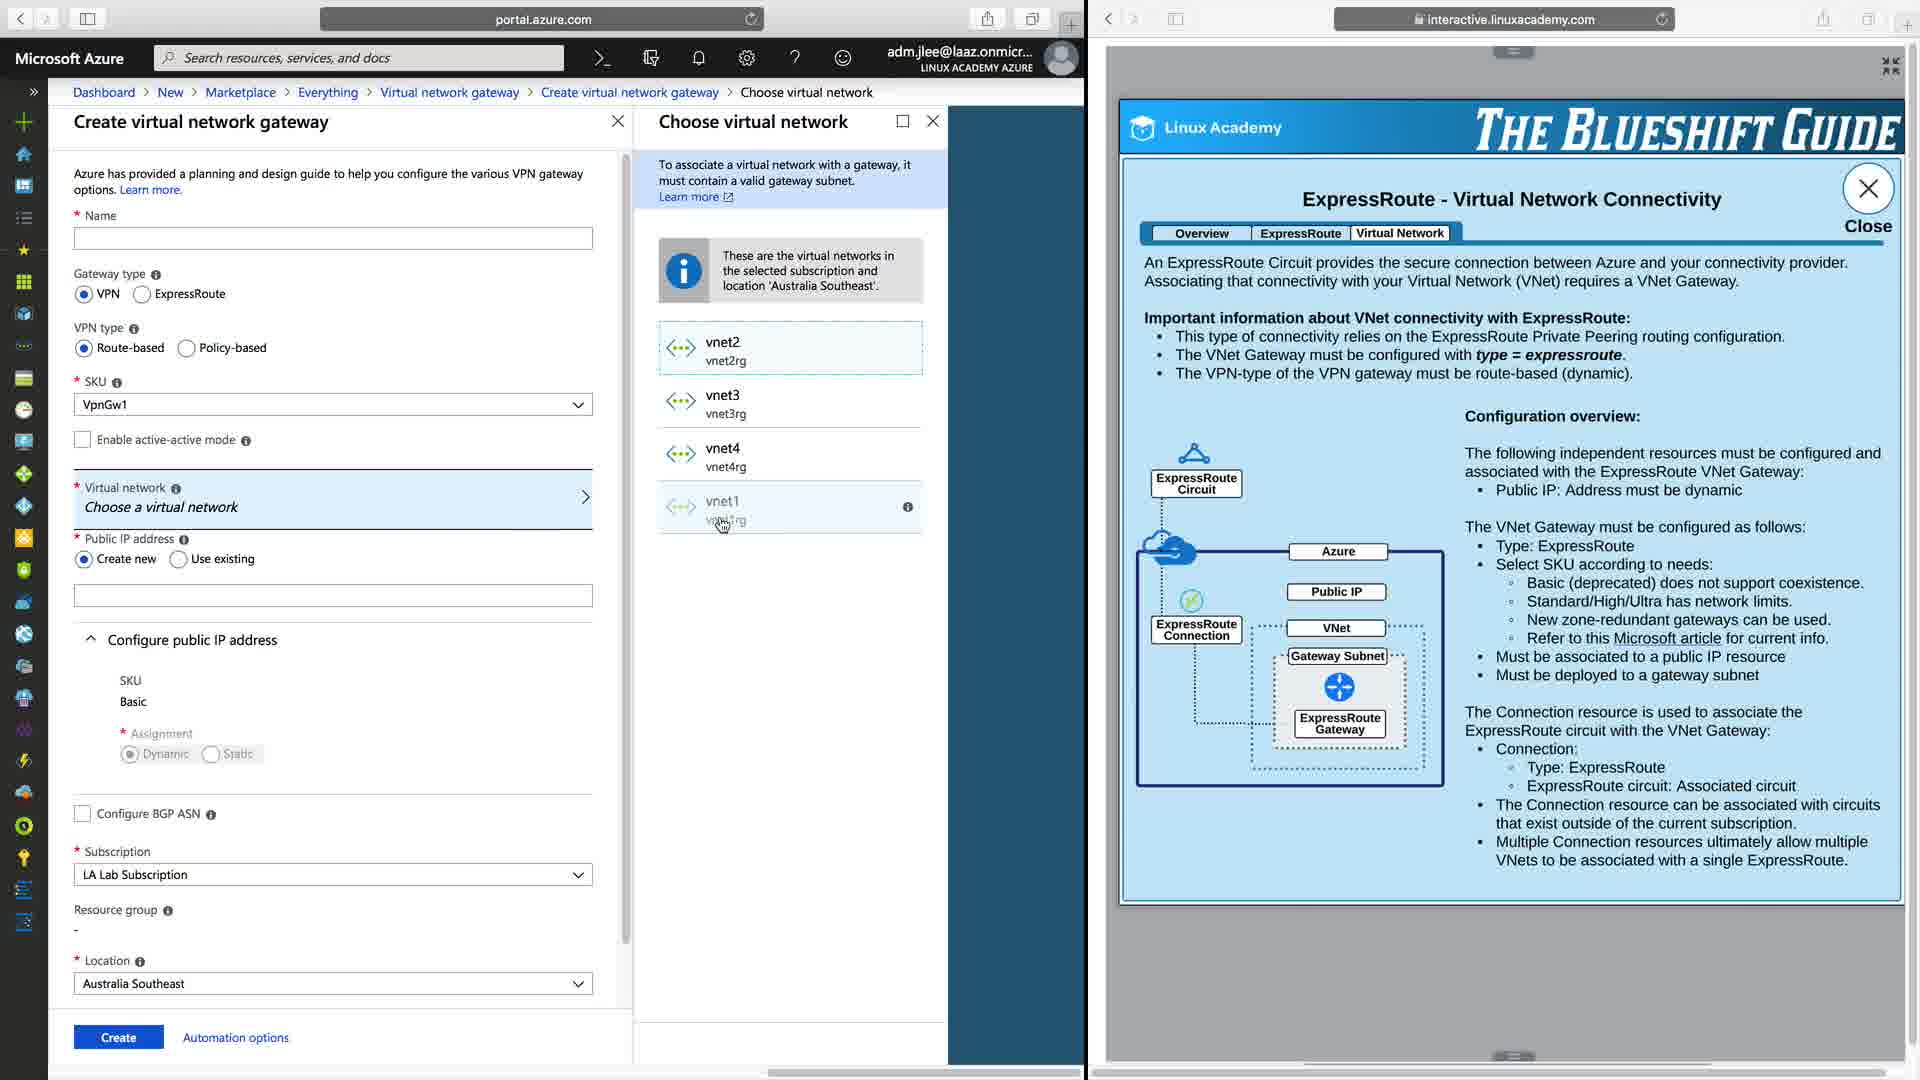 portal.azure.com
Microsoft Azure
Search resources, services, and docs
adm.jlee@laaz.onmicr...
LINUX ACADEMY AZURE
Dashboard > New > Marketplace > Everything > Virtual network gateway > Create virtual network gateway > Choose virtual network
Create virtual network gateway
Azure has provided a planning and design guide to help you configure the various VPN gateway
options. Learn more.
* Name
Gateway type
VPN ExpressRoute
VPN type
Route-based Policy-based
* SKU
VpnGw1
Enable active-active mode
* Virtual network
Choose a virtual network
* Public IP address
Create new Use existing
Configure public IP address
SKU
Basic
* Assignment
Dynamic Static
Configure BGP ASN
* Subscription
LA Lab Subscription
Resource group
-
* Location
Australia Southeast
Create
Automation options
Choose virtual network
To associate a virtual network with a gateway, it
must contain a valid gateway subnet.
Learn more
These are the virtual networks in
the selected subscription and
location 'Australia Southeast'.
vnet2
vnet2rg
vnet3
vnet3rg
vnet4
vnet4rg
vnet1
vnet1rg
interactive.linuxacademy.com
Linux Academy
THE BLUESHIFT GUIDE
ExpressRoute - Virtual Network Connectivity
Close
Overview ExpressRoute Virtual Network
An ExpressRoute Circuit provides the secure connection between Azure and your connectivity provider.
Associating that connectivity with your Virtual Network (VNet) requires a VNet Gateway.
Important information about VNet connectivity with ExpressRoute:
• This type of connectivity relies on the ExpressRoute Private Peering routing configuration.
• The VNet Gateway must be configured with type = expressroute.
• The VPN-type of the VPN gateway must be route-based (dynamic).
ExpressRoute
Circuit
Azure
Public IP
ExpressRoute
Connection
VNet
Gateway Subnet
ExpressRoute
Gateway
Configuration overview:
The following independent resources must be configured and
associated with the ExpressRoute VNet Gateway:
• Public IP: Address must be dynamic
The VNet Gateway must be configured as follows:
• Type: ExpressRoute
• Select SKU according to needs:
◦ Basic (deprecated) does not support coexistence.
◦ Standard/High/Ultra has network limits.
◦ New zone-redundant gateways can be used.
◦ Refer to this Microsoft article for current info.
• Must be associated to a public IP resource
• Must be deployed to a gateway subnet
The Connection resource is used to associate the
ExpressRoute circuit with the VNet Gateway:
• Connection:
◦ Type: ExpressRoute
◦ ExpressRoute circuit: Associated circuit
• The Connection resource can be associated with circuits
that exist outside of the current subscription.
• Multiple Connection resources ultimately allow multiple
VNets to be associated with a single ExpressRoute.